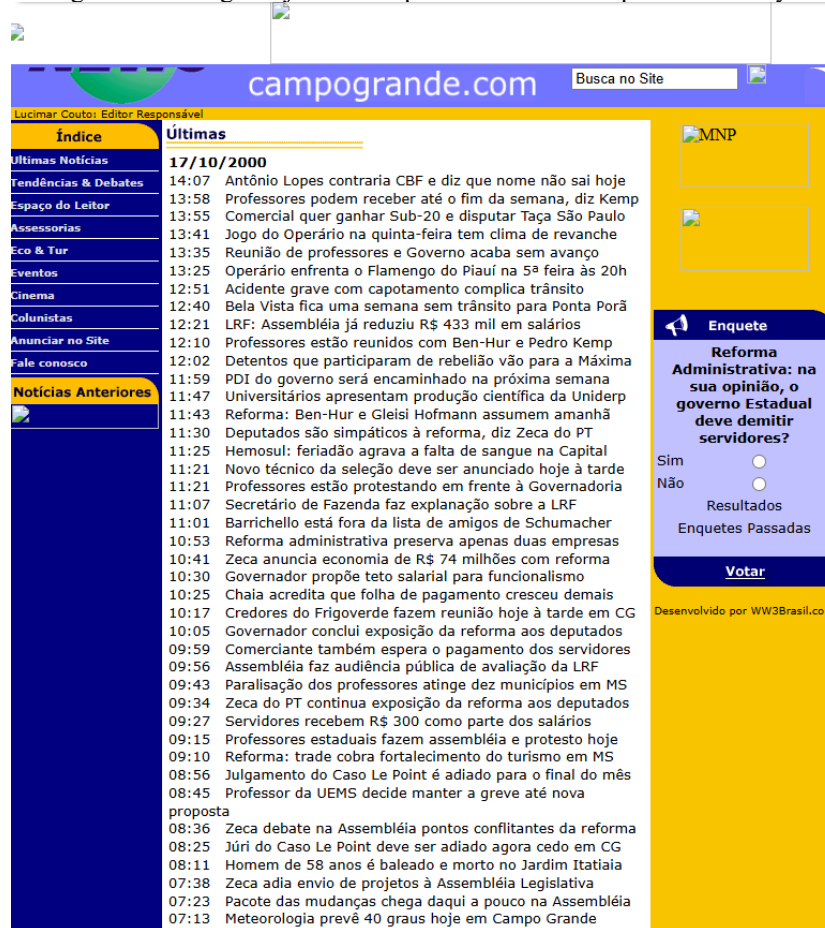 campogrande.com
Busca no Site
Lucimar Couto: Editor Responsável
Índice
Ultimas Notícias
Tendências & Debates
Espaço do Leitor
Assessorias
Eco & Tur
Eventos
Cinema
Colunistas
Anunciar no Site
Fale conosco
Notícias Anteriores
Últimas
17/10/2000
14:07 Antônio Lopes contraria CBF e diz que nome não sai hoje
13:58 Professores podem receber até o fim da semana, diz Kemp
13:55 Comercial quer ganhar Sub-20 e disputar Taça São Paulo
13:41 Jogo do Operário na quinta-feira tem clima de revanche
13:35 Reunião de professores e Governo acaba sem avanço
13:25 Operário enfrenta o Flamengo do Piauí na 5ª feira às 20h
12:51 Acidente grave com capotamento complica trânsito
12:40 Bela Vista fica uma semana sem trânsito para Ponta Porã
12:21 LRF: Assembléia já reduziu R$ 433 mil em salários
12:10 Professores estão reunidos com Ben-Hur e Pedro Kemp
12:02 Detentos que participaram de rebelião vão para a Máxima
11:59 PDI do governo será encaminhado na próxima semana
11:47 Universitários apresentam produção científica da Uniderp
11:43 Reforma: Ben-Hur e Gleisi Hofmann assumem amanhã
11:30 Deputados são simpáticos à reforma, diz Zeca do PT
11:25 Hemosul: feriadão agrava a falta de sangue na Capital
11:21 Novo técnico da seleção deve ser anunciado hoje à tarde
11:21 Professores estão protestando em frente à Governadoria
11:07 Secretário de Fazenda faz explanação sobre a LRF
11:01 Barrichello está fora da lista de amigos de Schumacher
10:53 Reforma administrativa preserva apenas duas empresas
10:41 Zeca anuncia economia de R$ 74 milhões com reforma
10:30 Governador propõe teto salarial para funcionalismo
10:25 Chaia acredita que folha de pagamento cresceu demais
10:17 Credores do Frigoverde fazem reunião hoje à tarde em CG
10:05 Governador conclui exposição da reforma aos deputados
09:59 Comerciante também espera o pagamento dos servidores
09:56 Assembléia faz audiência pública de avaliação da LRF
09:43 Paralisação dos professores atinge dez municípios em MS
09:34 Zeca do PT continua exposição da reforma aos deputados
09:27 Servidores recebem R$ 300 como parte dos salários
09:15 Professores estaduais fazem assembléia e protesto hoje
09:10 Reforma: trade cobra fortalecimento do turismo em MS
08:56 Julgamento do Caso Le Point é adiado para o final do mês
08:45 Professor da UEMS decide manter a greve até nova
proposta
08:36 Zeca debate na Assembléia pontos conflitantes da reforma
08:25 Júri do Caso Le Point deve ser adiado agora cedo em CG
08:11 Homem de 58 anos é baleado e morto no Jardim Itatiaia
07:38 Zeca adia envio de projetos à Assembléia Legislativa
07:23 Pacote das mudanças chega daqui a pouco na Assembléia
07:13 Meteorologia prevê 40 graus hoje em Campo Grande
MNP
Enquete
Reforma
Administrativa: na
sua opinião, o
governo Estadual
deve demitir
servidores?
Sim
Não
Resultados
Enquetes Passadas
Votar
Desenvolvido por WW3Brasil.co